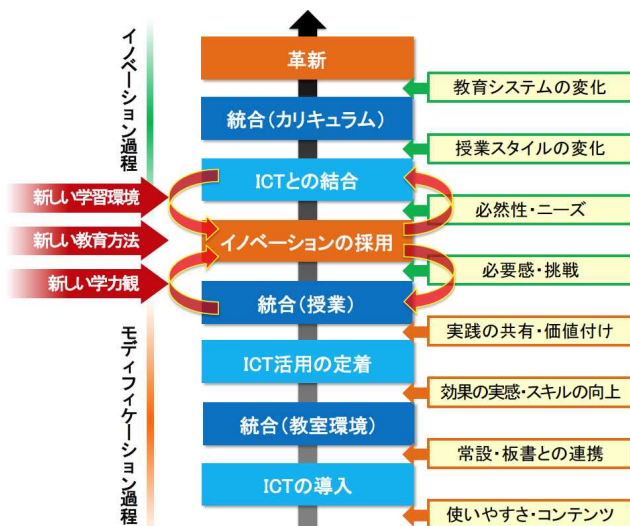 イノベーション過程
モディフィケーション過程
新しい学習環境
新しい教育方法
新しい学力観
革新
統合(カリキュラム)
ICTとの結合
イノベーションの採用
統合(授業)
ICT活用の定着
統合(教室環境)
ICTの導入
教育システムの変化
授業スタイルの変化
必然性・ニーズ
必要感・挑戦
実践の共有・価値付け
効果の実感・スキルの向上
常設・板書との連携
使いやすさ・コンテンツ